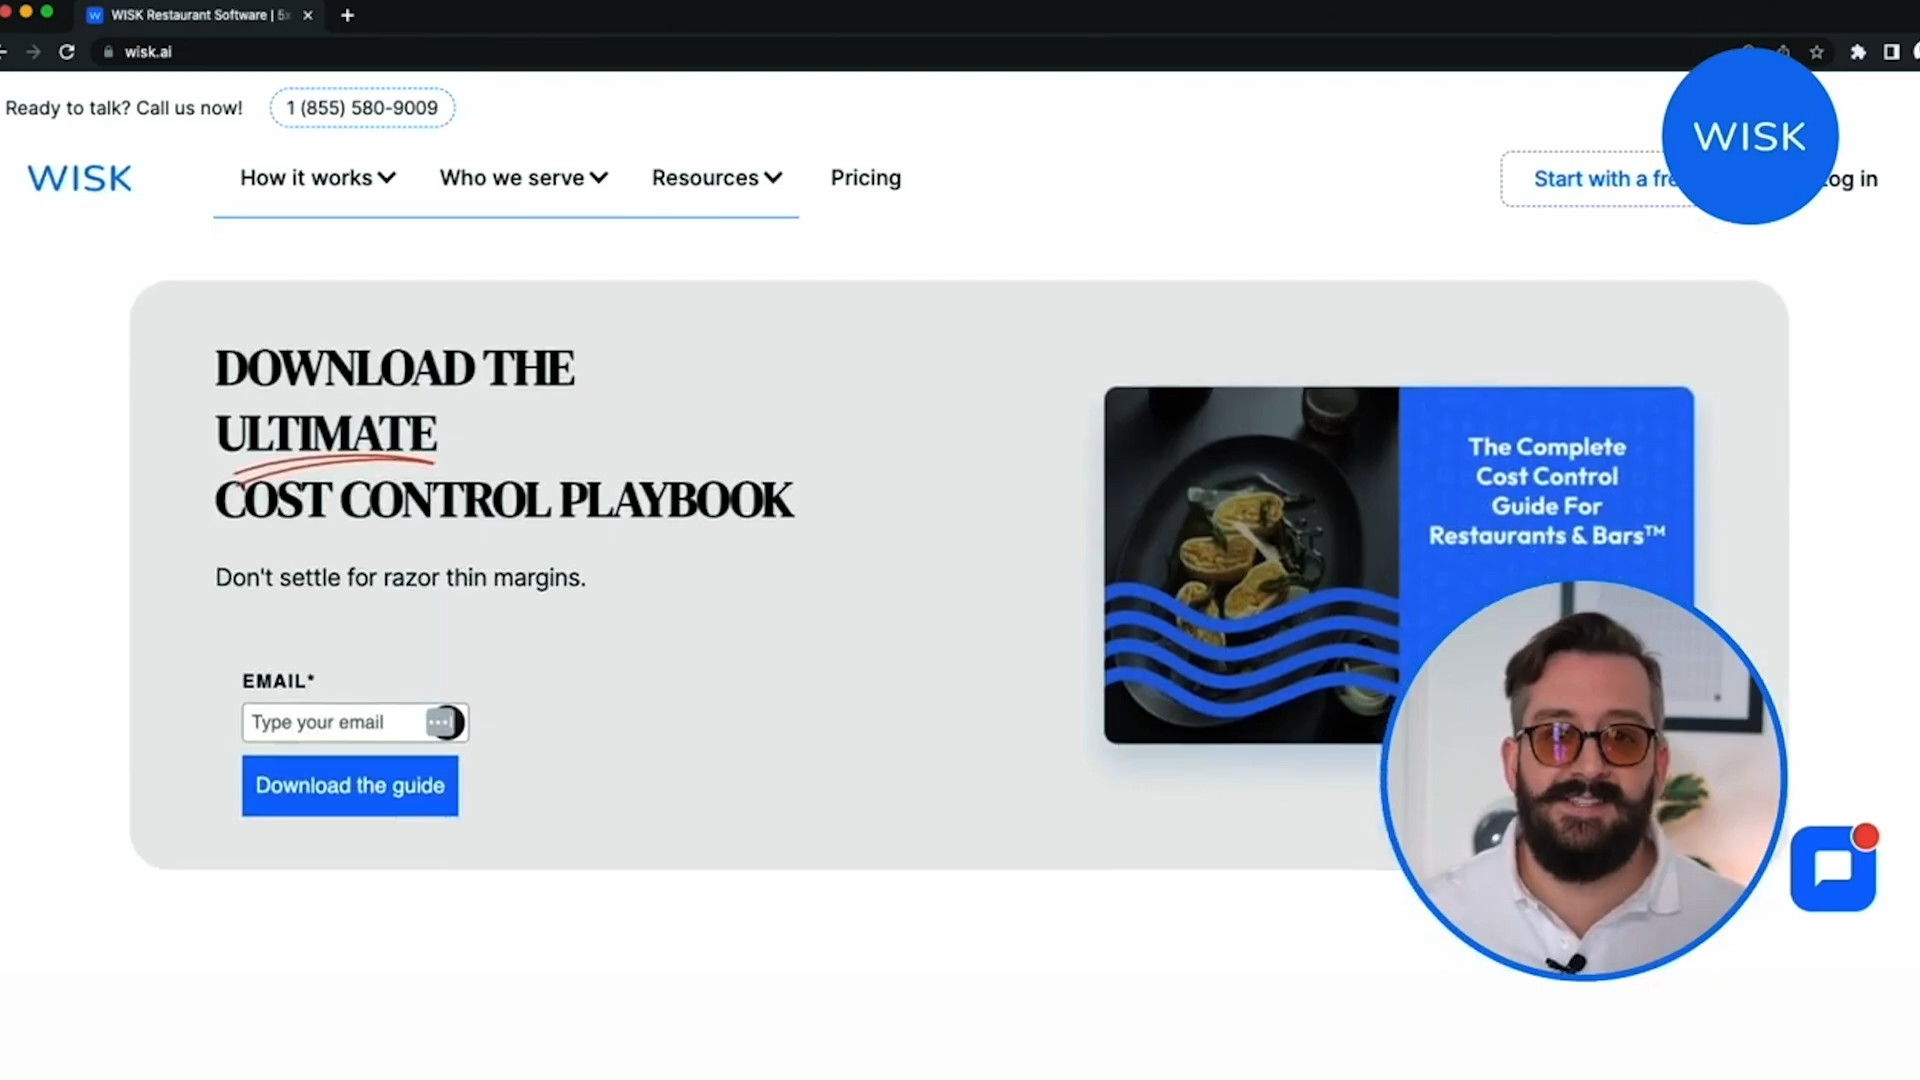 WISK Restaurant Software | 5x
wisk.ai
Ready to talk? Call us now!
1 (855) 580-9009
WISK
How it works
Who we serve
Resources
Pricing
Start with a
WISK
in
DOWNLOAD THE
ULTIMATE
COST CONTROL PLAYBOOK
Don't settle for razor thin margins.
EMAIL*
Type your email
Download the guide
The Complete
Cost Control
Guide For
Restaurants & Bars™